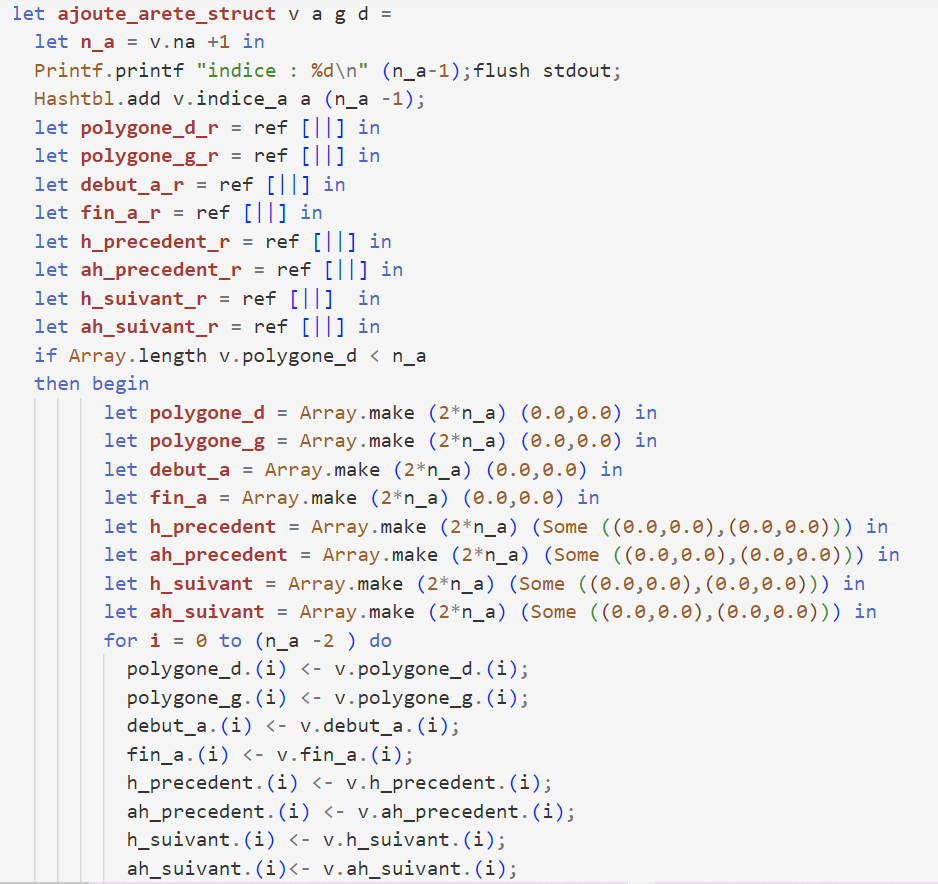 let ajoute_arete_struct v a g d =
  let n_a = v.na +1 in
  Printf.printf "indice : %d\n" (n_a-1);flush stdout;
  Hashtbl.add v.indice_a a (n_a -1);
  let polygone_d_r = ref [||] in
  let polygone_g_r = ref [||] in
  let debut_a_r = ref [||] in
  let fin_a_r = ref [||] in
  let h_precedent_r = ref [||] in
  let ah_precedent_r = ref [||] in
  let h_suivant_r = ref [||]  in
  let ah_suivant_r = ref [||] in
  if Array.length v.polygone_d < n_a
  then begin
        let polygone_d = Array.make (2*n_a) (0.0,0.0) in
        let polygone_g = Array.make (2*n_a) (0.0,0.0) in
        let debut_a = Array.make (2*n_a) (0.0,0.0) in
        let fin_a = Array.make (2*n_a) (0.0,0.0) in
        let h_precedent = Array.make (2*n_a) (Some ((0.0,0.0),(0.0,0.0))) in
        let ah_precedent = Array.make (2*n_a) (Some ((0.0,0.0),(0.0,0.0))) in
        let h_suivant = Array.make (2*n_a) (Some ((0.0,0.0),(0.0,0.0))) in
        let ah_suivant = Array.make (2*n_a) (Some ((0.0,0.0),(0.0,0.0))) in
        for i = 0 to (n_a -2 ) do
          polygone_d.(i) <- v.polygone_d.(i);
          polygone_g.(i) <- v.polygone_g.(i);
          debut_a.(i) <- v.debut_a.(i);
          fin_a.(i) <- v.fin_a.(i);
          h_precedent.(i) <- v.h_precedent.(i);
          ah_precedent.(i) <- v.ah_precedent.(i);
          h_suivant.(i) <- v.h_suivant.(i);
          ah_suivant.(i)<- v.ah_suivant.(i);